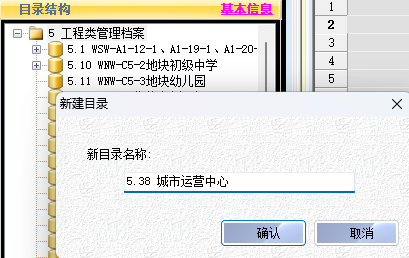 目录结构 基本信息
5 工程类管理档案
5.1 WSW-A1-12-1、A1-19-1、A1-20-
5.10 WNW-C5-2地块初级中学
5.11 WNW-C5-3地块幼儿园
1
2
3
4
5
新建目录
新目录名称:
5.38 城市运营中心
确认 取消